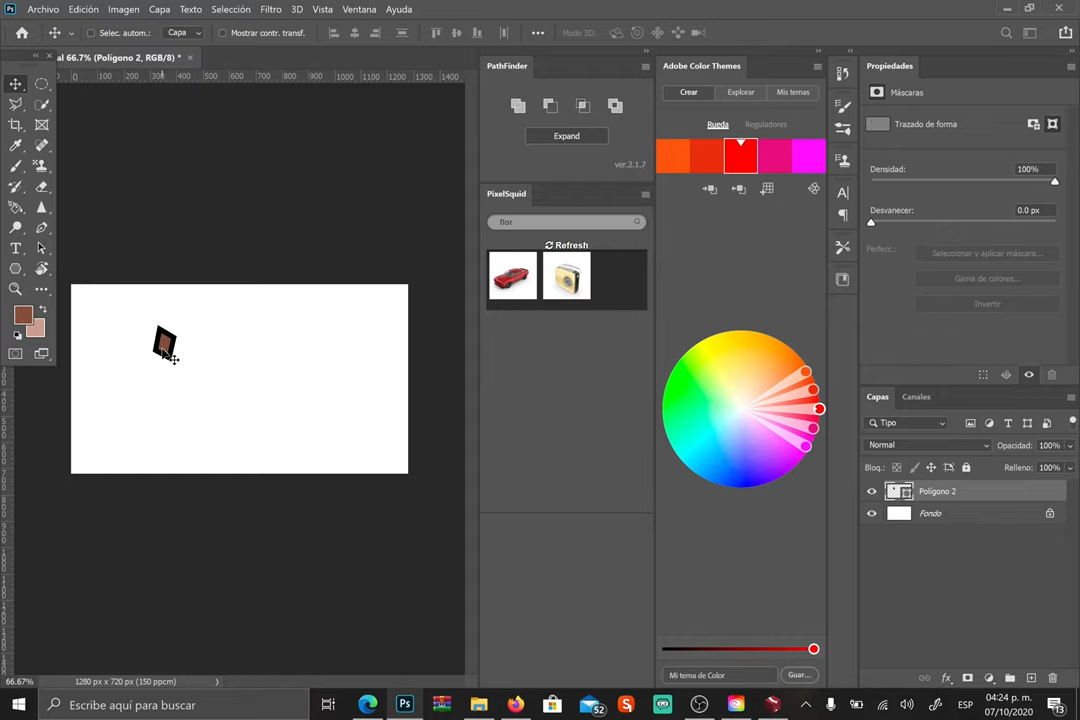 Ps Archivo Edición Imagen Capa Texto Selección Filtro 3D Vista Ventana Ayuda
Selec. autom.: Capa Mostrar contr. transf. Modo 3D:
al 66.7% (Polígono 2, RGB/8) *
0 100 200 300 400 500 600 700 800 900 1000 1100 1200 1300 1400
PathFinder
Expand
ver.2.1.7
PixelSquid
flor
Refresh
Adobe Color Themes
Crear Explorar Mis temas
Rueda Reguladores
Mi tema de Color Guar...
Propiedades
Máscaras
Trazado de forma
Densidad: 100%
Desvanecer: 0.0 px
Perfecc.: Seleccionar y aplicar máscara...
Gama de colores...
Invertir
Capas Canales
Tipo
Normal Opacidad: 100%
Bloq.: Relleno: 100%
Polígono 2
Fondo
66.67% 1280 px x 720 px (150 ppcm)
Escribe aquí para buscar
Ps
52
ESP
04:24 p. m.
07/10/2020
13